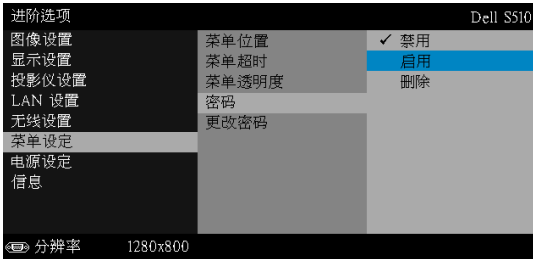 进阶选项
Dell S510
图像设置
显示设置
投影仪设置
LAN 设置
无线设置
菜单设定
电源设定
信息
菜单位置
菜单超时
菜单透明度
密码
更改密码
✓ 禁用
启用
删除
分辨率 1280x800